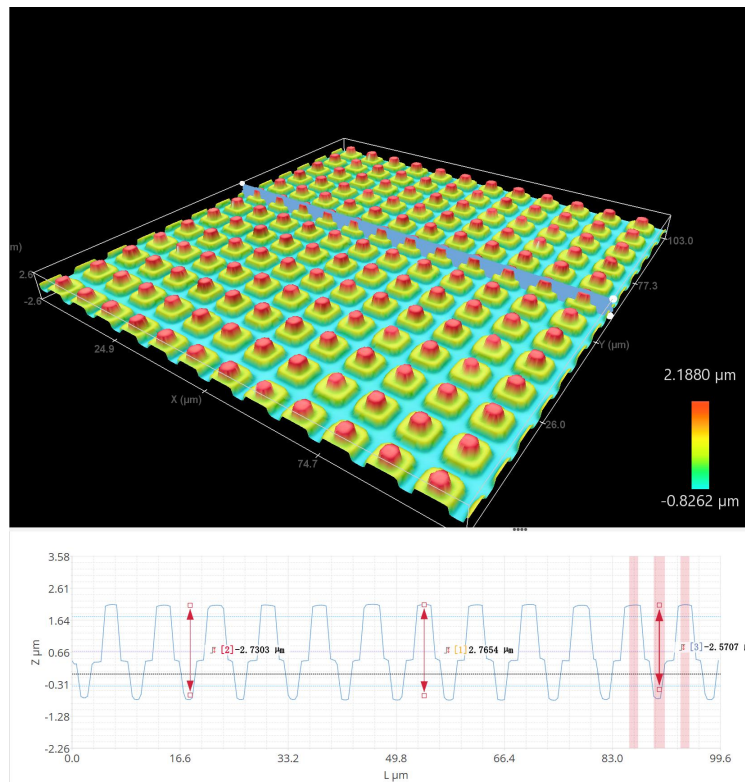 m)
2.6
-2.6
24.9
X (µm)
74.7
103.0
77.3
Y (µm)
26.0
2.1880 µm
-0.8262 µm
3.58
2.61
1.64
0.66
-0.31
-1.28
-2.26
Z µm
[2]-2.7303 µm
[1]2.7654 µm
[3]-2.5707
0.0 16.6 33.2 49.8 66.4 83.0 99.6
L µm